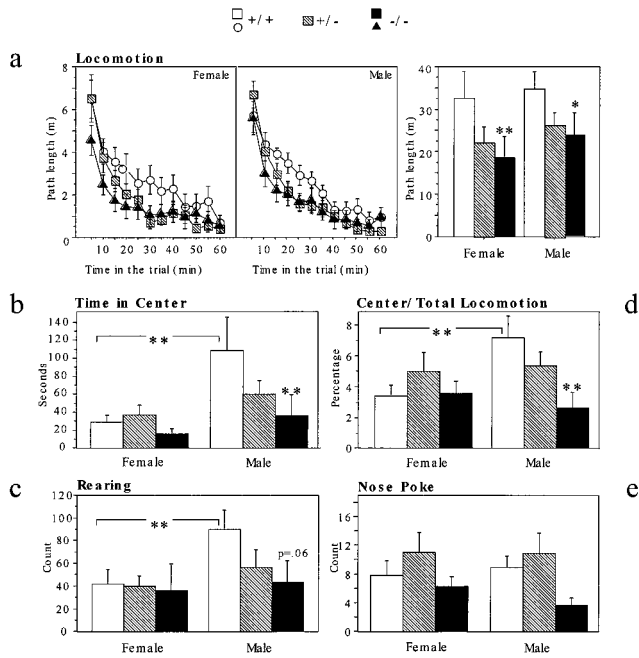 +/+ +/- -/-
a
Locomotion
Female
Male
Path length (m)
8
6
4
2
0
10 20 30 40 50 60
Time in the trial (min)
10 20 30 40 50 60
Time in the trial (min)
Path length (m)
40
30
20
10
0
**
*
Female Male
b
Time in Center
Seconds
140
120
100
80
60
40
20
0
**
**
Female Male
Center/ Total Locomotion
d
Percentage
8
6
4
2
0
**
**
Female Male
c
Rearing
Count
120
100
80
60
40
20
0
**
p=.06
Female Male
Nose Poke
e
Count
16
12
8
4
0
Female Male